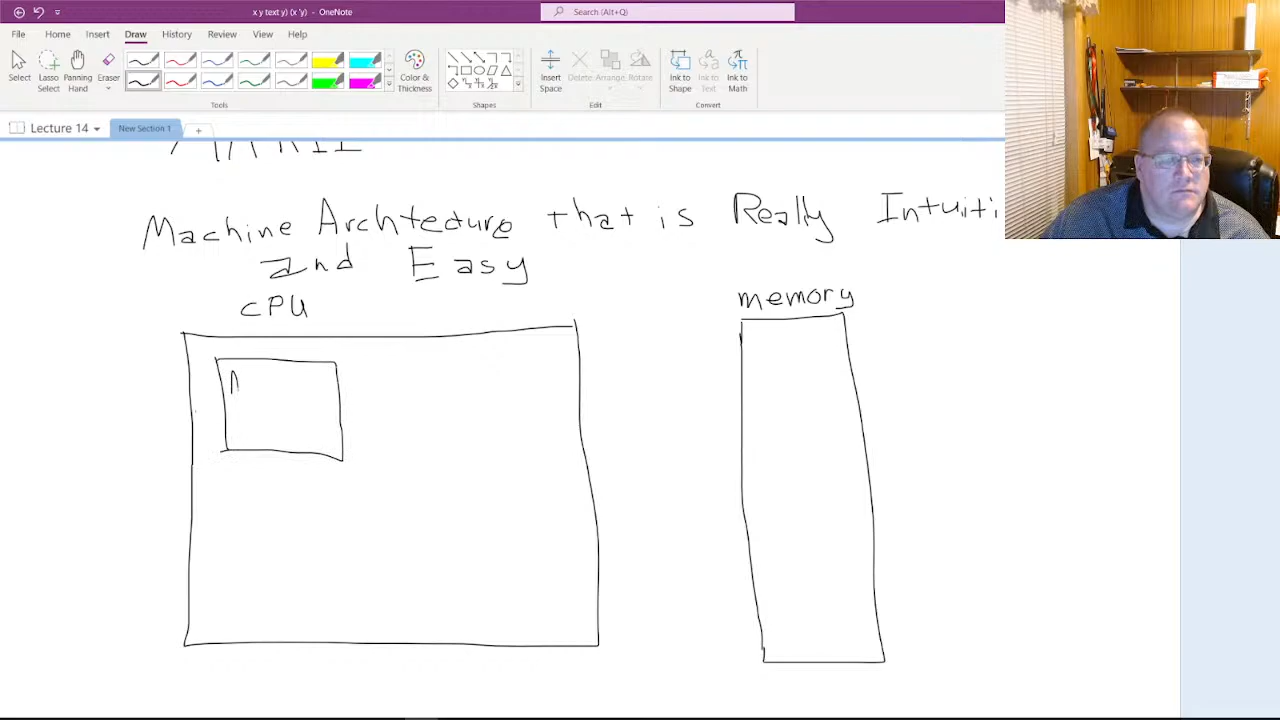 x y text y) (x 'y) - OneNote
Search (Alt+Q)
File Home Insert Draw History Review View Help
Select
Lasso Select
Panning Hand
Eraser
Color & Thickness
Insert Space
Delete
Arrange
Rotate
Ink to Shape
Ink to Text
Ink to Math
Tools
Shapes
Edit
Convert
Lecture 14
New Section 1
+
Machine Archtecture that is Really Intuiti
and Easy
CPU
memory